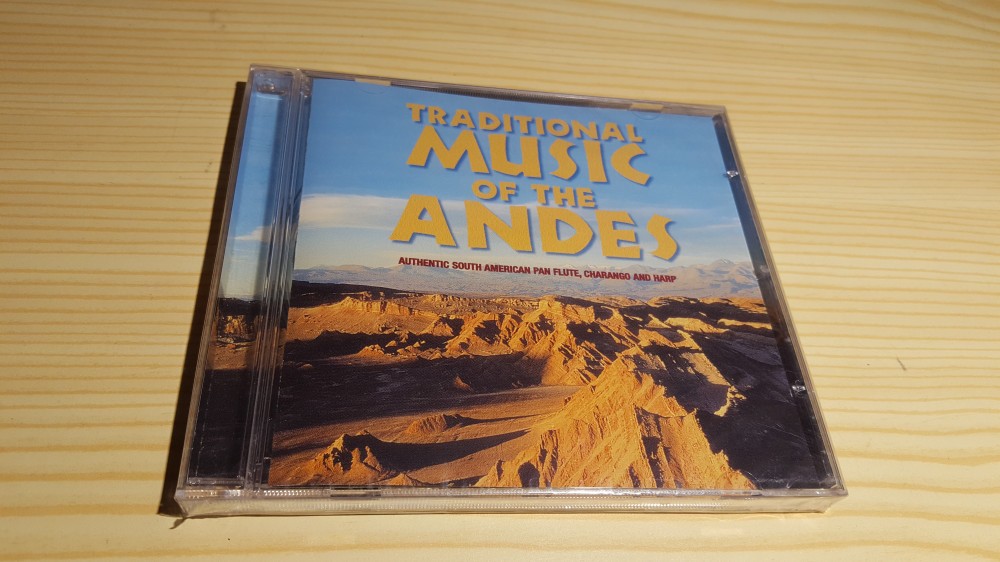 TRADITIONAL
MUSIC
OF THE
ANDES
AUTHENTIC SOUTH AMERICAN PAN FLUTE, CHARANGO AND HARP